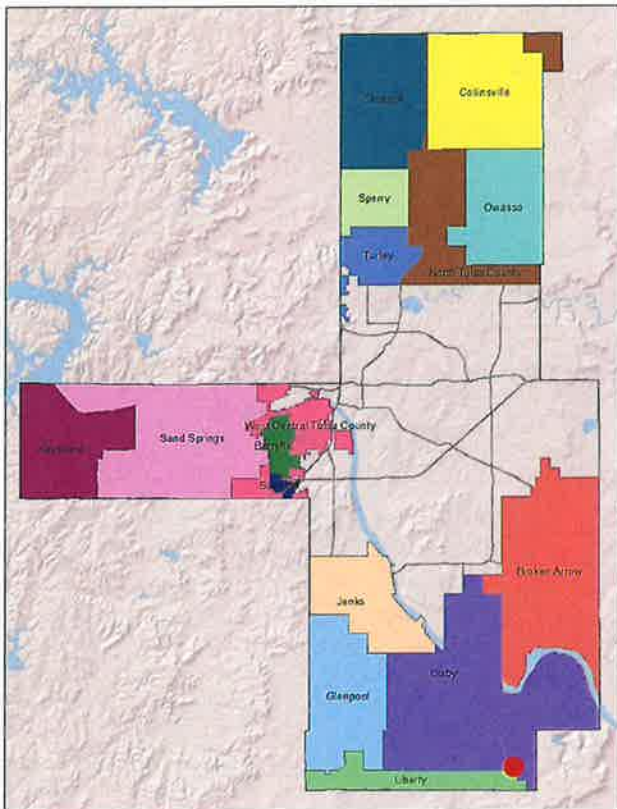 Collinsville
Sperry
Owasso
Turley
North Tulsa County
West Central Tulsa County
Sand Springs
Broken Arrow
Jenks
Bixby
Glenpool
Liberty